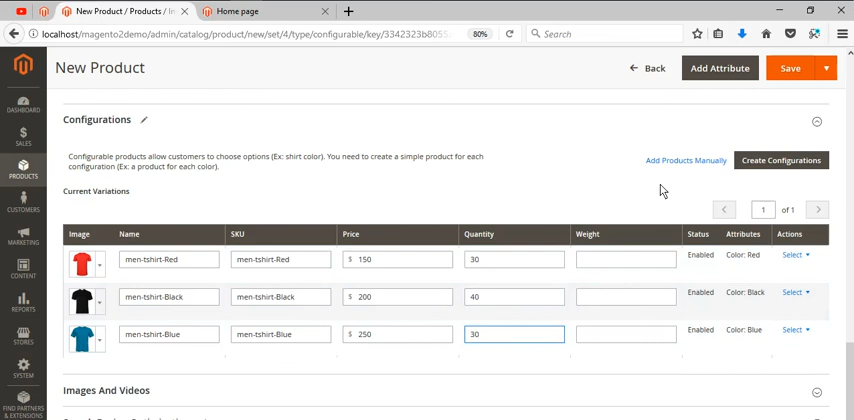 New Product / Products / In
Home page
localhost/magento2demo/admin/catalog/product/new/set/4/type/configurable/key/3342323b8055
80%
Search
New Product
Back
Add Attribute
Save
DASHBOARD
SALES
PRODUCTS
CUSTOMERS
MARKETING
CONTENT
REPORTS
STORES
SYSTEM
FIND PARTNERS
& EXTENSIONS
Configurations
Configurable products allow customers to choose options (Ex: shirt color). You need to create a simple product for each
configuration (Ex: a product for each color).
Add Products Manually
Create Configurations
Current Variations
1 of 1
Image Name SKU Price Quantity Weight Status Attributes Actions
men-tshirt-Red men-tshirt-Red $ 150 30 Enabled Color: Red Select
men-tshirt-Black men-tshirt-Black $ 200 40 Enabled Color: Black Select
men-tshirt-Blue men-tshirt-Blue $ 250 30 Enabled Color: Blue Select
Images And Videos